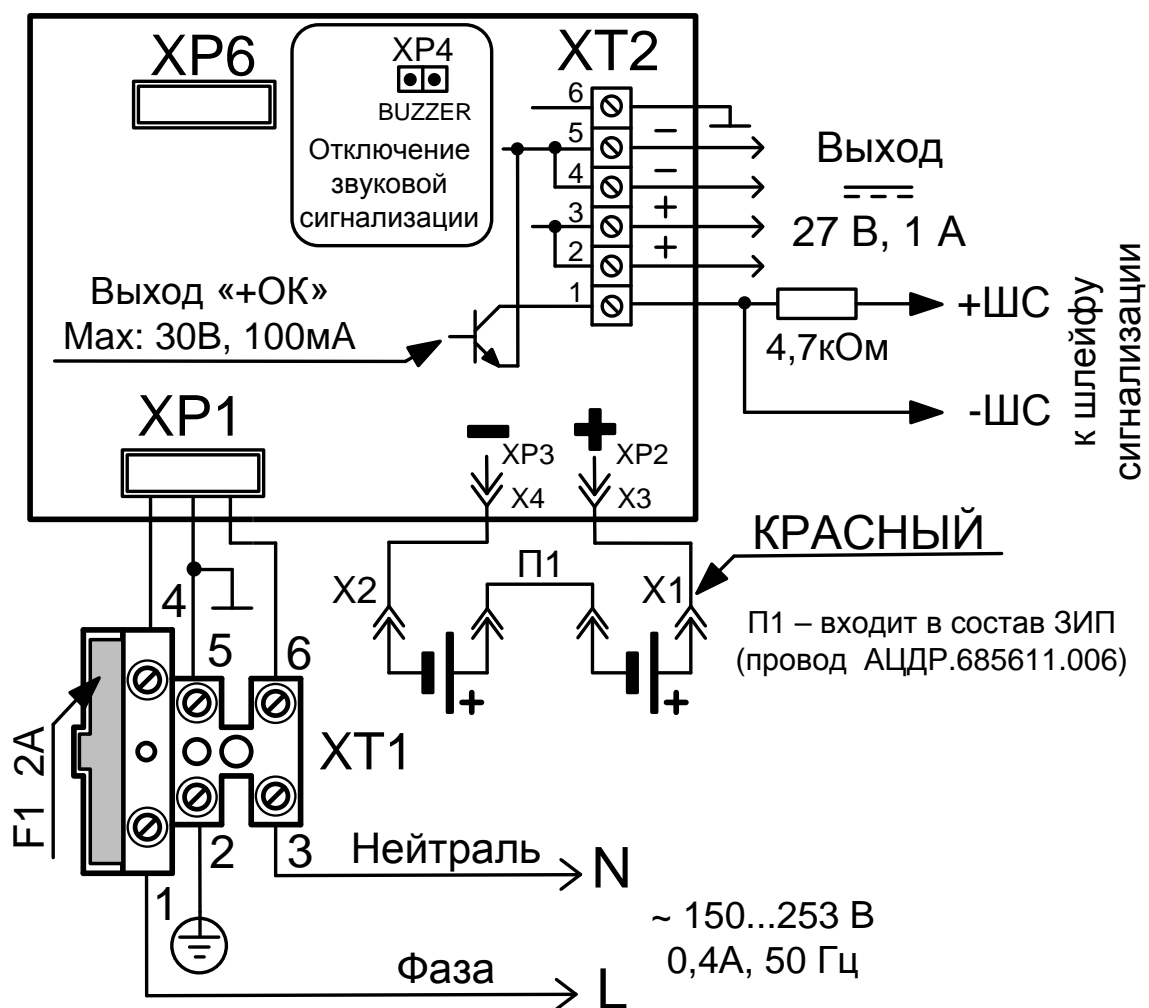 XP6
XP4
BUZZER
Отключение
звуковой
сигнализации
XT2
6
5
4
3
2
1
–
–
+
+
Выход
27 В, 1 А
Выход «+ОК»
Max: 30В, 100мА
4,7кОм
+ШС
-ШС
к шлейфу
сигнализации
XP1
XP3
XP2
X4
X3
КРАСНЫЙ
X2
П1
X1
П1 – входит в состав ЗИП
(провод АЦДР.685611.006)
+
+
4
5
6
F1 2А
XT1
1
2
3
Нейтраль
N
~ 150...253 В
0,4А, 50 Гц
Фаза
L